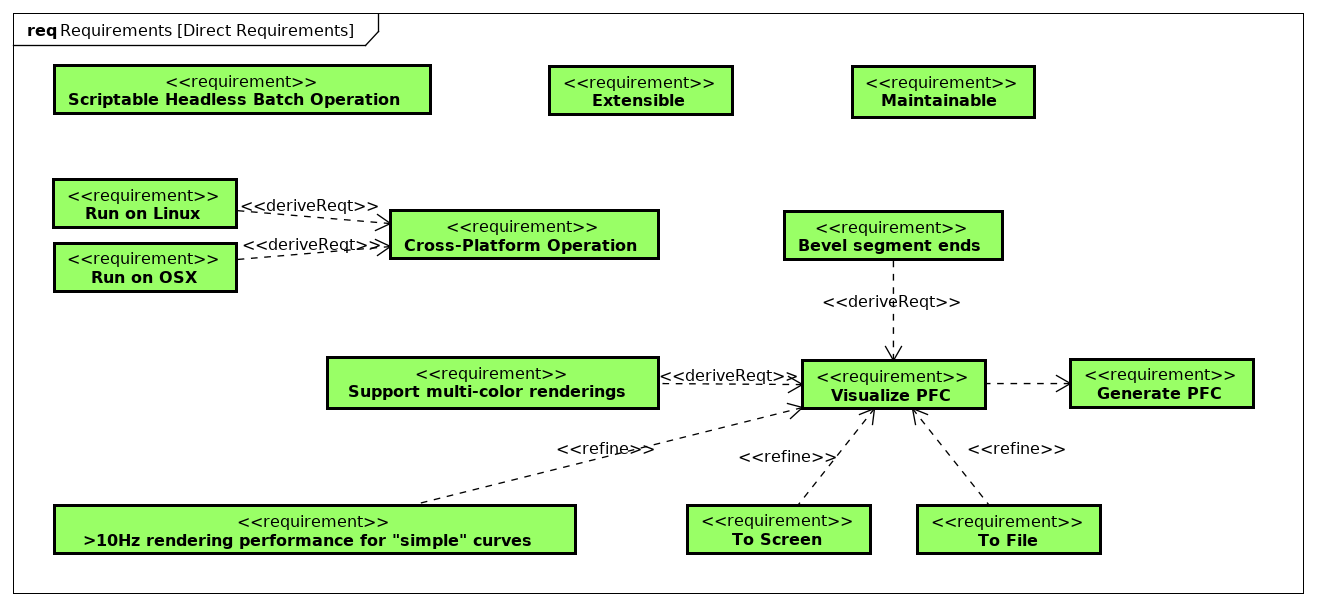 req Requirements [Direct Requirements]
<<requirement>>
Scriptable Headless Batch Operation
<<requirement>>
Extensible
<<requirement>>
Maintainable
<<requirement>>
Run on Linux
<<deriveReqt>>
<<requirement>>
Cross-Platform Operation
<<requirement>>
Run on OSX
<<deriveReqt>>
<<requirement>>
Bevel segment ends
<<deriveReqt>>
<<requirement>>
Support multi-color renderings
<<deriveReqt>>
<<requirement>>
Visualize PFC
<<requirement>>
Generate PFC
<<refine>>
<<refine>>
<<refine>>
<<requirement>>
>10Hz rendering performance for "simple" curves
<<requirement>>
To Screen
<<requirement>>
To File